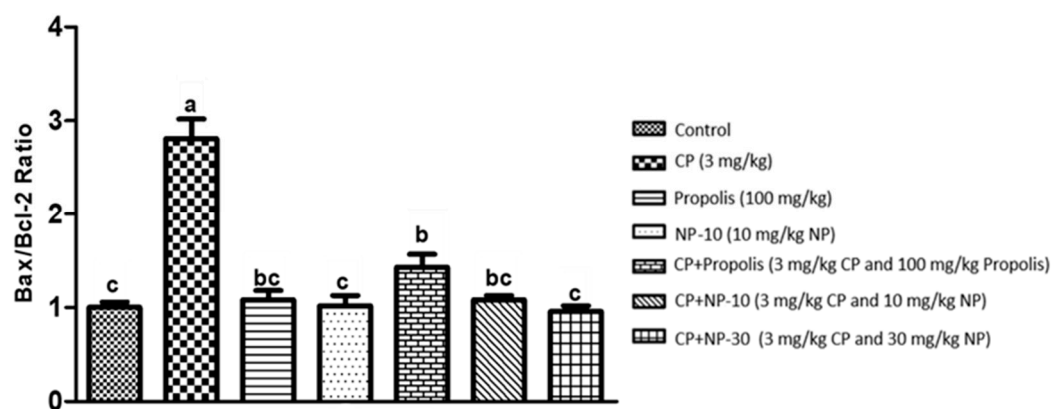 Bax/Bcl-2 Ratio
4
3
2
1
0
c
a
bc
c
b
bc
c
Control
CP (3 mg/kg)
Propolis (100 mg/kg)
NP-10 (10 mg/kg NP)
CP+Propolis (3 mg/kg CP and 100 mg/kg Propolis)
CP+NP-10 (3 mg/kg CP and 10 mg/kg NP)
CP+NP-30 (3 mg/kg CP and 30 mg/kg NP)